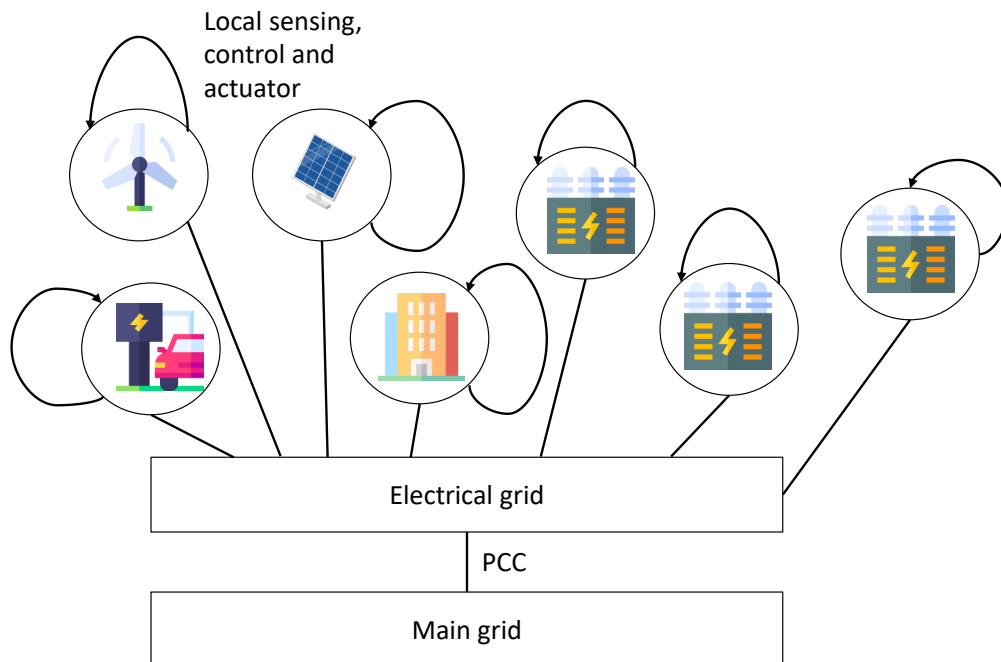 Local sensing,
control and
actuator
Electrical grid
PCC
Main grid